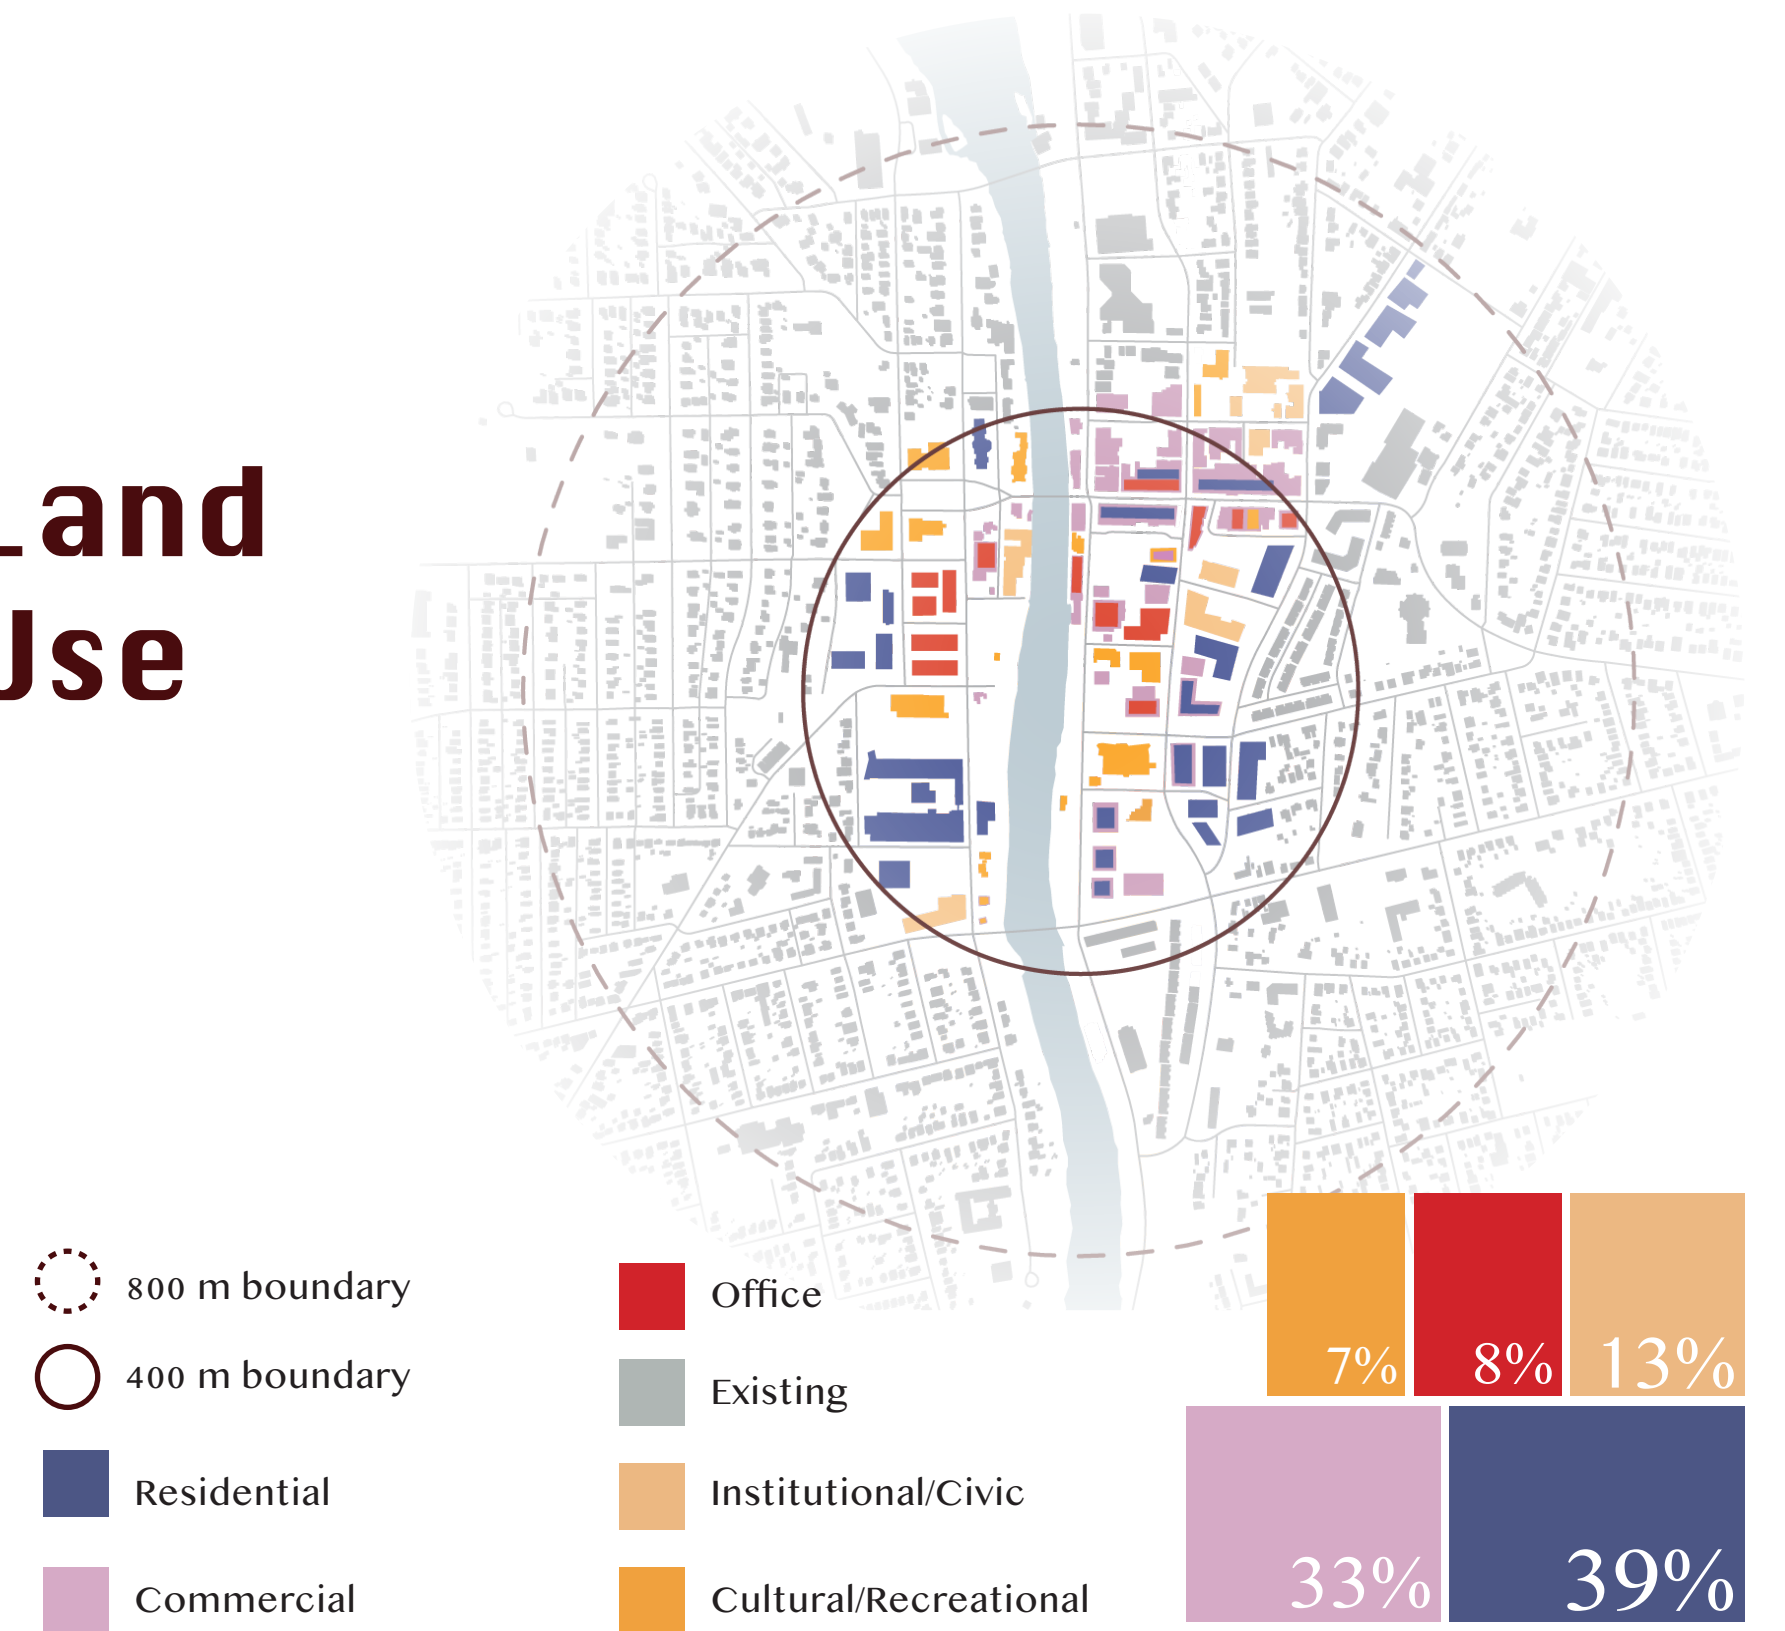 Land
Use
800 m boundary
400 m boundary
Residential
Commercial
Office
Existing
Institutional/Civic
Cultural/Recreational
7%
8%
13%
33%
39%